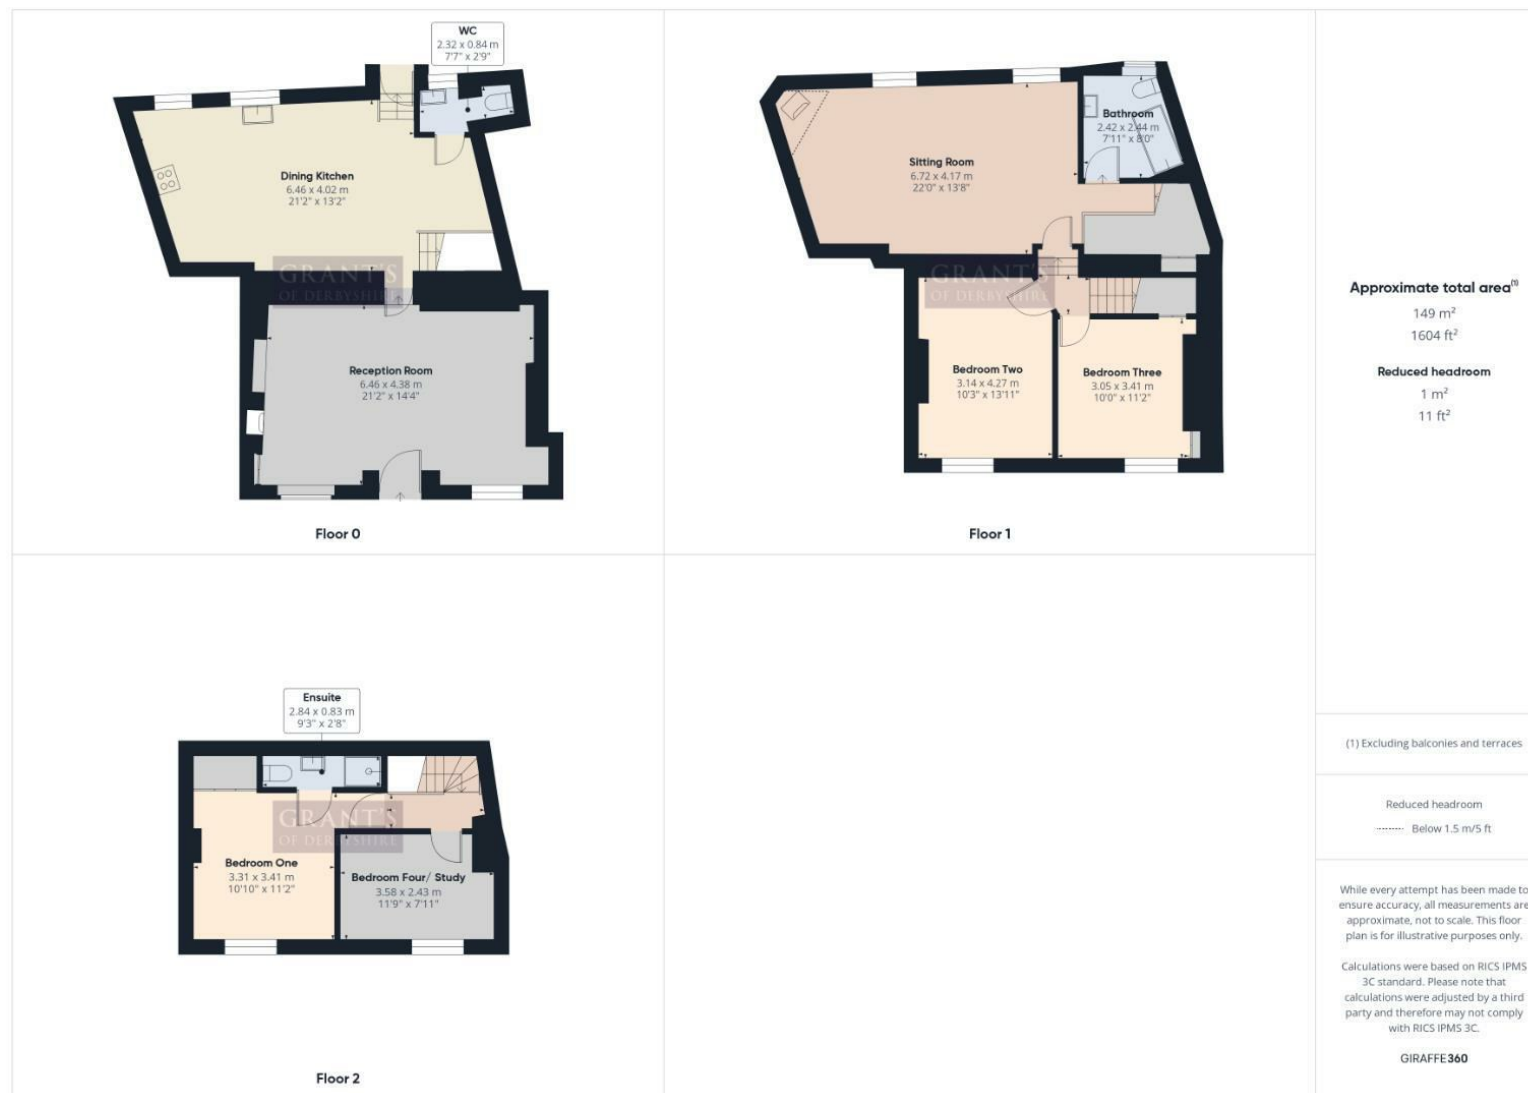 WC
2.32 x 0.84 m
7'7" x 2'9"
Dining Kitchen
6.46 x 4.02 m
21'2" x 13'2"
GRANT'S
OF DERBYSHIRE
Reception Room
6.46 x 4.38 m
21'2" x 14'4"
Floor 0
Bathroom
2.42 x 2.44 m
7'11" x 8'0"
Sitting Room
6.72 x 4.17 m
22'0" x 13'8"
GRANT'S
OF DERBYSHIRE
Bedroom Two
3.14 x 4.27 m
10'3" x 13'11"
Bedroom Three
3.05 x 3.41 m
10'0" x 11'2"
Floor 1
Ensuite
2.84 x 0.83 m
9'3" x 2'8"
GRANT'S
OF DERBYSHIRE
Bedroom One
3.31 x 3.41 m
10'10" x 11'2"
Bedroom Four/ Study
3.58 x 2.43 m
11'9" x 7'11"
Floor 2
Approximate total area⁽¹⁾
149 m²
1604 ft²
Reduced headroom
1 m²
11 ft²
(1) Excluding balconies and terraces
Reduced headroom
Below 1.5 m/5 ft
While every attempt has been made to
ensure accuracy, all measurements are
approximate, not to scale. This floor
plan is for illustrative purposes only.
Calculations were based on RICS IPMS
3C standard. Please note that
calculations were adjusted by a third
party and therefore may not comply
with RICS IPMS 3C.
GIRAFFE360